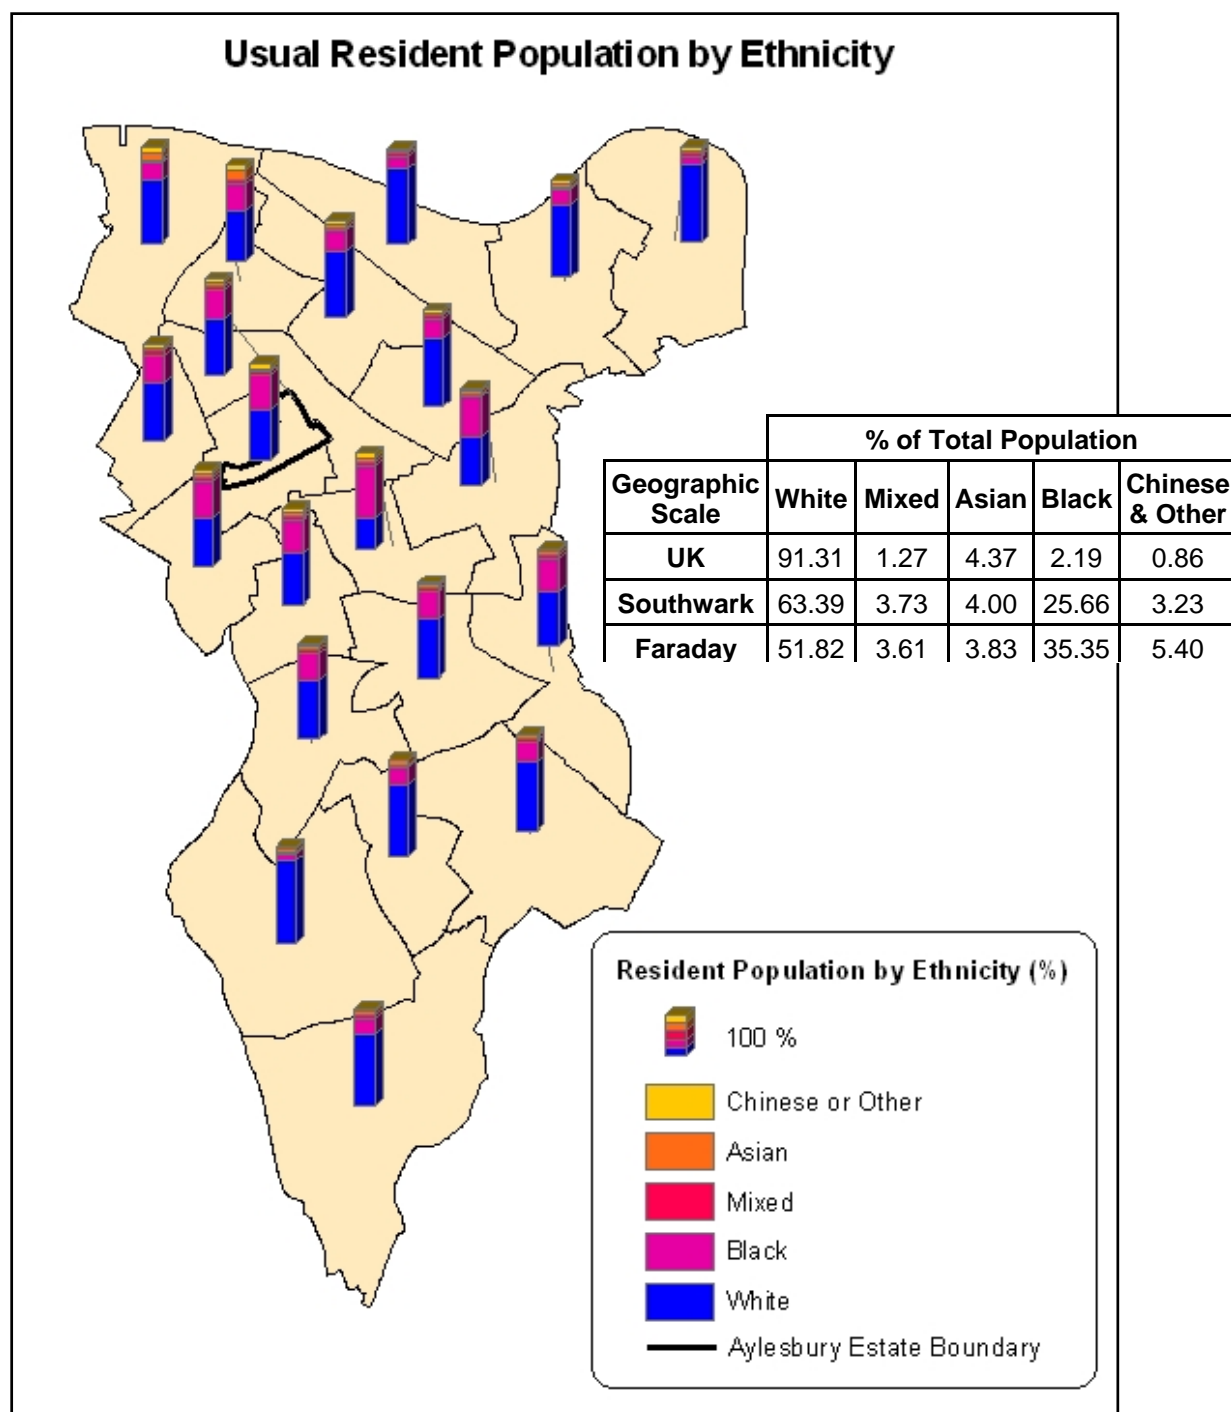 Usual Resident Population by Ethnicity
% of Total Population
Geographic Scale White Mixed Asian Black Chinese & Other
UK 91.31 1.27 4.37 2.19 0.86
Southwark 63.39 3.73 4.00 25.66 3.23
Faraday 51.82 3.61 3.83 35.35 5.40
Resident Population by Ethnicity (%)
100 %
Chinese or Other
Asian
Mixed
Black
White
Aylesbury Estate Boundary